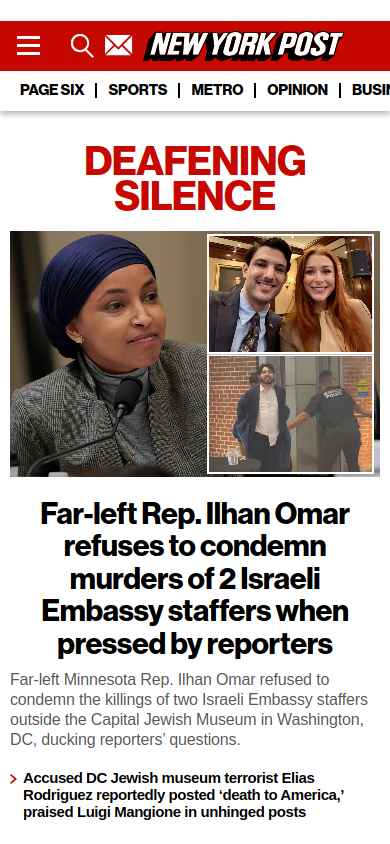 NEW YORK POST
PAGE SIX | SPORTS | METRO | OPINION | BUSIN
DEAFENING
SILENCE
Far-left Rep. Ilhan Omar
refuses to condemn
murders of 2 Israeli
Embassy staffers when
pressed by reporters
Far-left Minnesota Rep. Ilhan Omar refused to
condemn the killings of two Israeli Embassy staffers
outside the Capital Jewish Museum in Washington,
DC, ducking reporters’ questions.
Accused DC Jewish museum terrorist Elias
Rodriguez reportedly posted ‘death to America,’
praised Luigi Mangione in unhinged posts